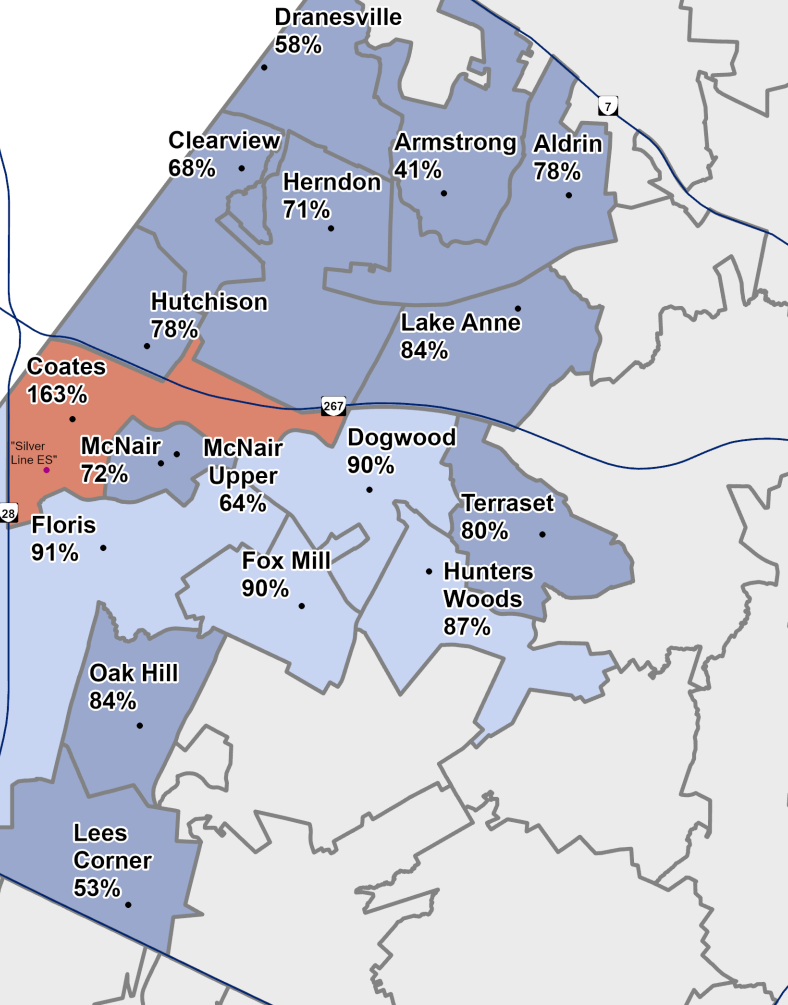 Dranesville
58%
7
Clearview
68%
Armstrong
41%
Aldrin
78%
Herndon
71%
Hutchison
78%
Lake Anne
84%
Coates
163%
267
"Silver
Line ES"
McNair
72%
McNair
Upper
64%
Dogwood
90%
Terraset
80%
28
Floris
91%
Fox Mill
90%
Hunters
Woods
87%
Oak Hill
84%
Lees
Corner
53%